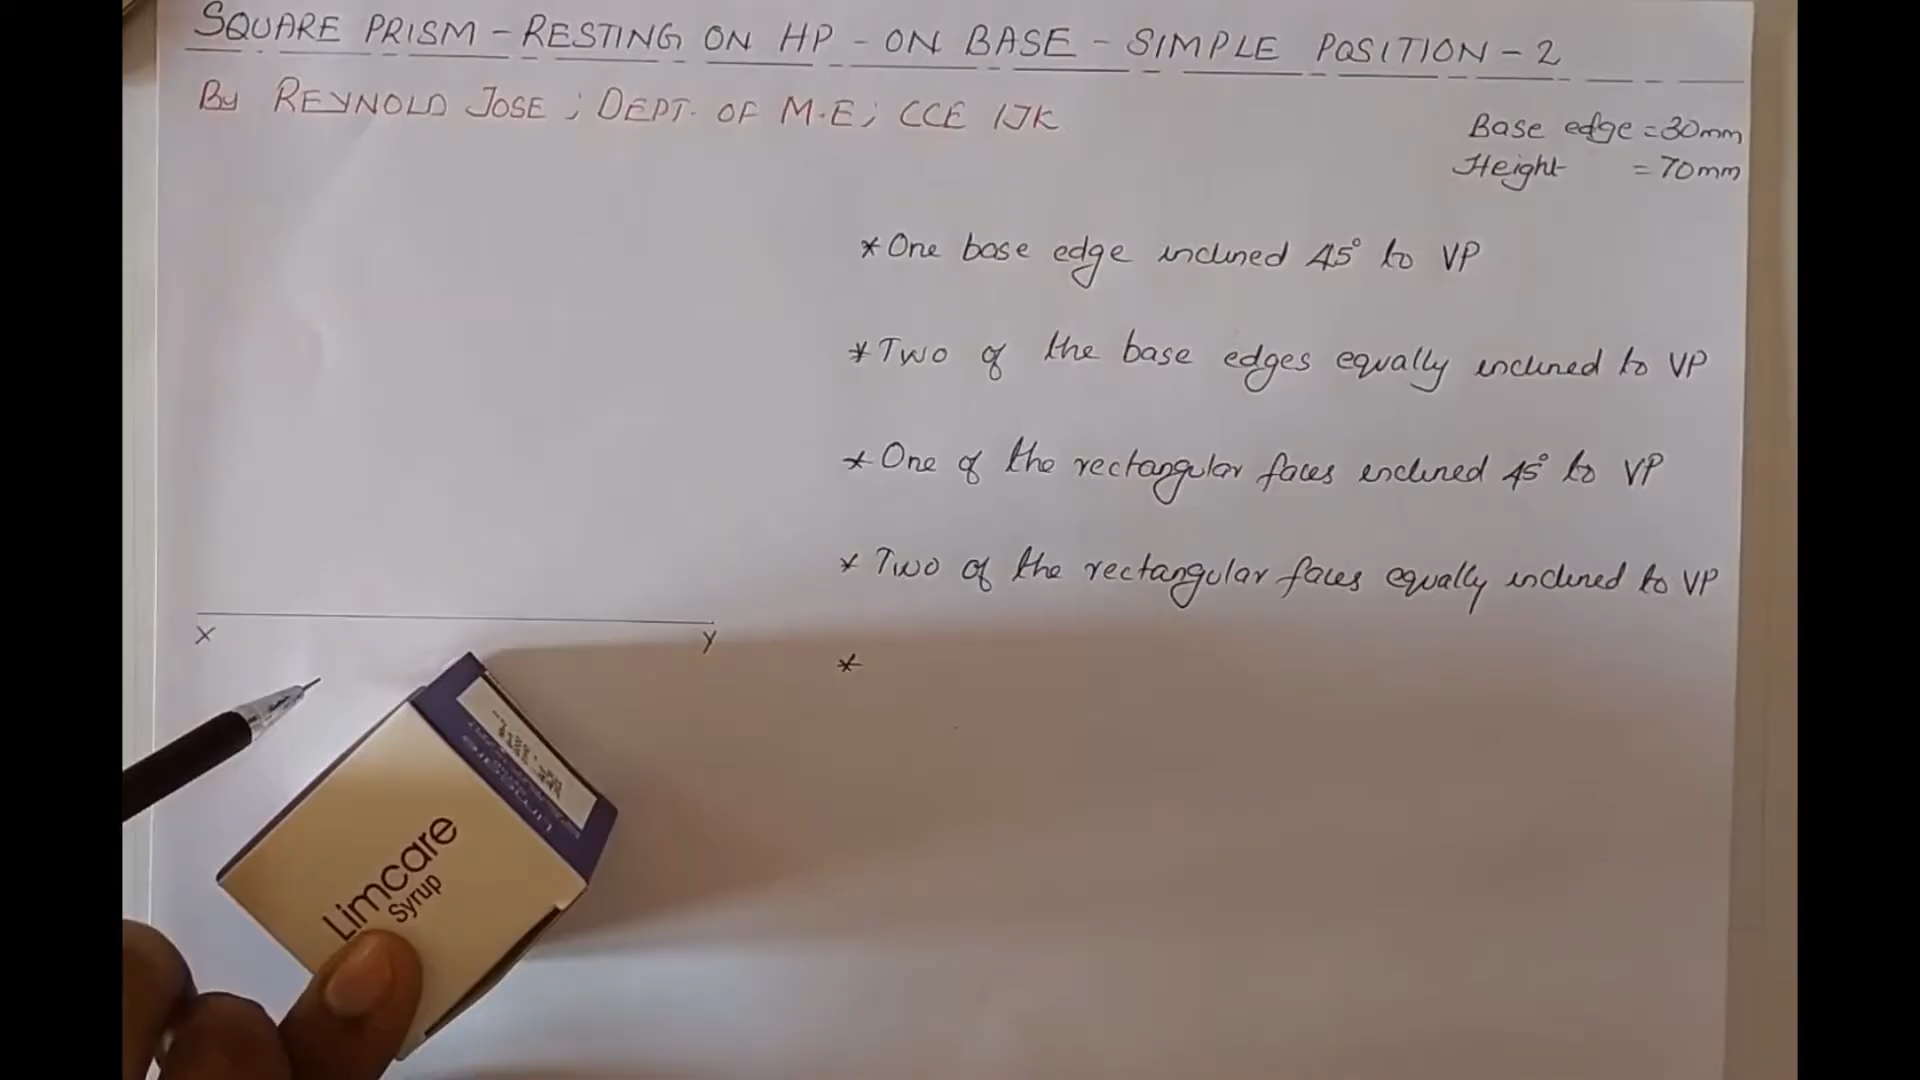 SQUARE PRISM - RESTING ON HP - ON BASE - SIMPLE POSITION - 2
By REYNOLD JOSE ; DEPT. OF M.E; CCE IJK
Base edge = 30mm
Height = 70mm
* One base edge inclined 45° to VP
* Two of the base edges equally inclined to VP
* One of the rectangular faces inclined 45° to VP
* Two of the rectangular faces equally inclined to VP
X
Y
*
Limcare
Syrup